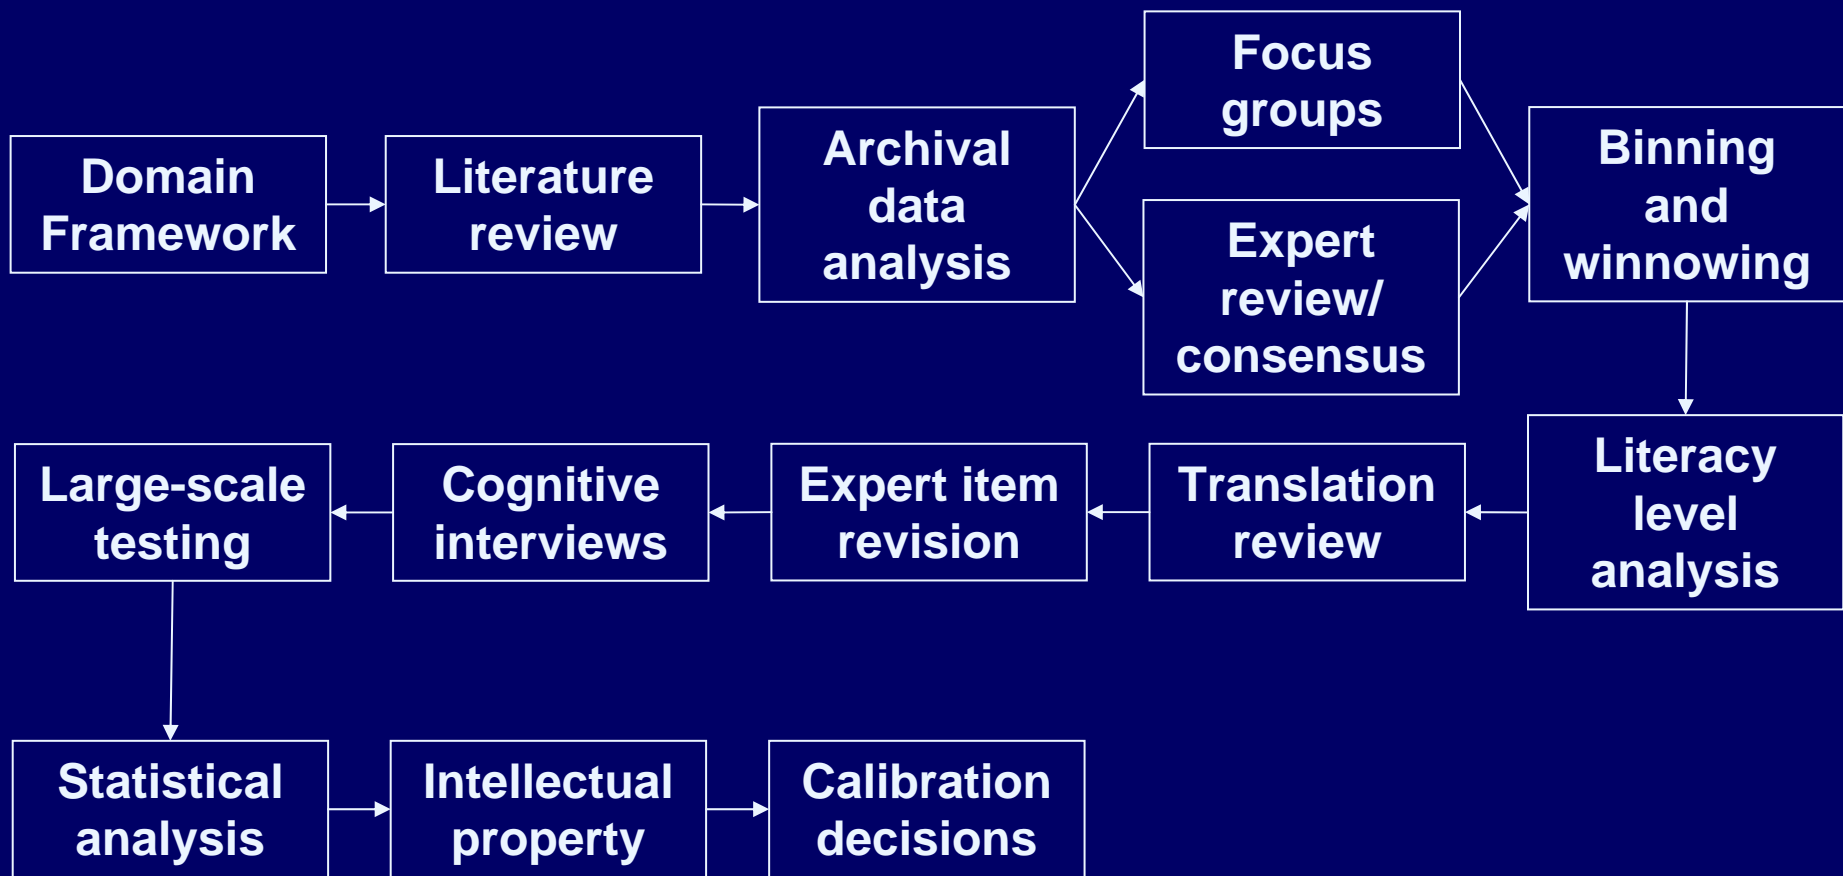 Domain
Framework
Literature
review
Archival
data
analysis
Focus
groups
Expert
review/
consensus
Binning
and
winnowing
Literacy
level
analysis
Translation
review
Expert item
revision
Cognitive
interviews
Large-scale
testing
Statistical
analysis
Intellectual
property
Calibration
decisions